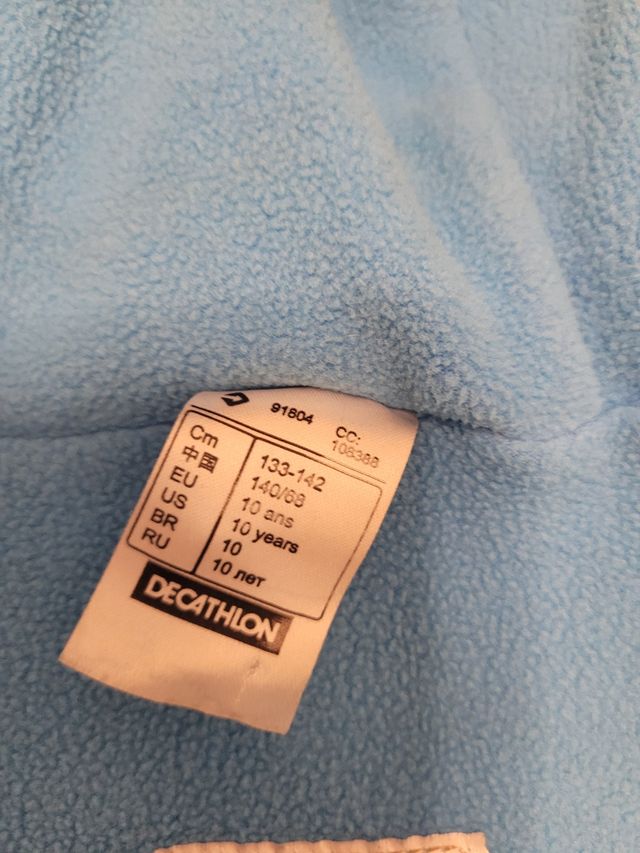 91804 CC:
108388
Cm 133-142
中国 140/68
EU 10 ans
US 10 years
BR 10
RU 10 лет
DECATHLON